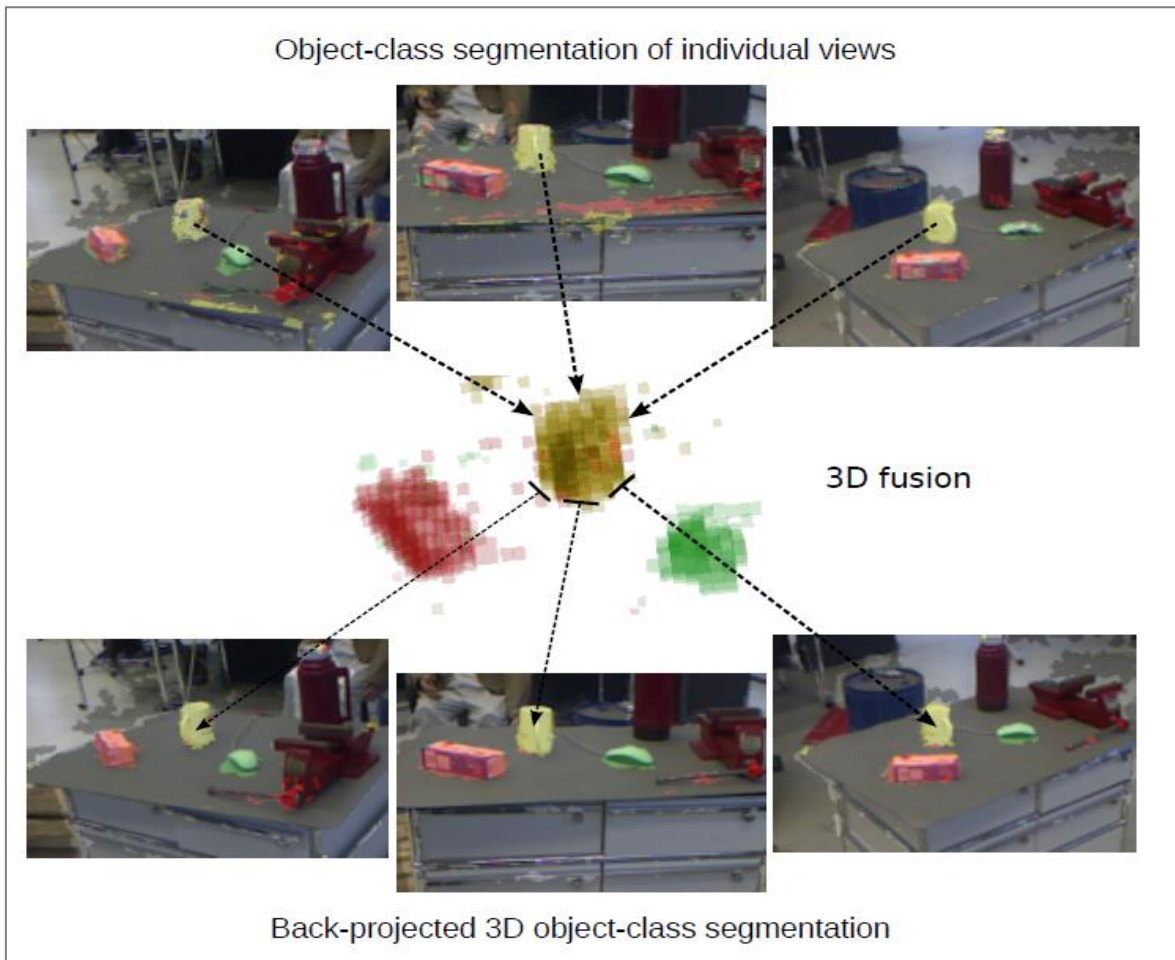 Object-class segmentation of individual views
3D fusion
Back-projected 3D object-class segmentation